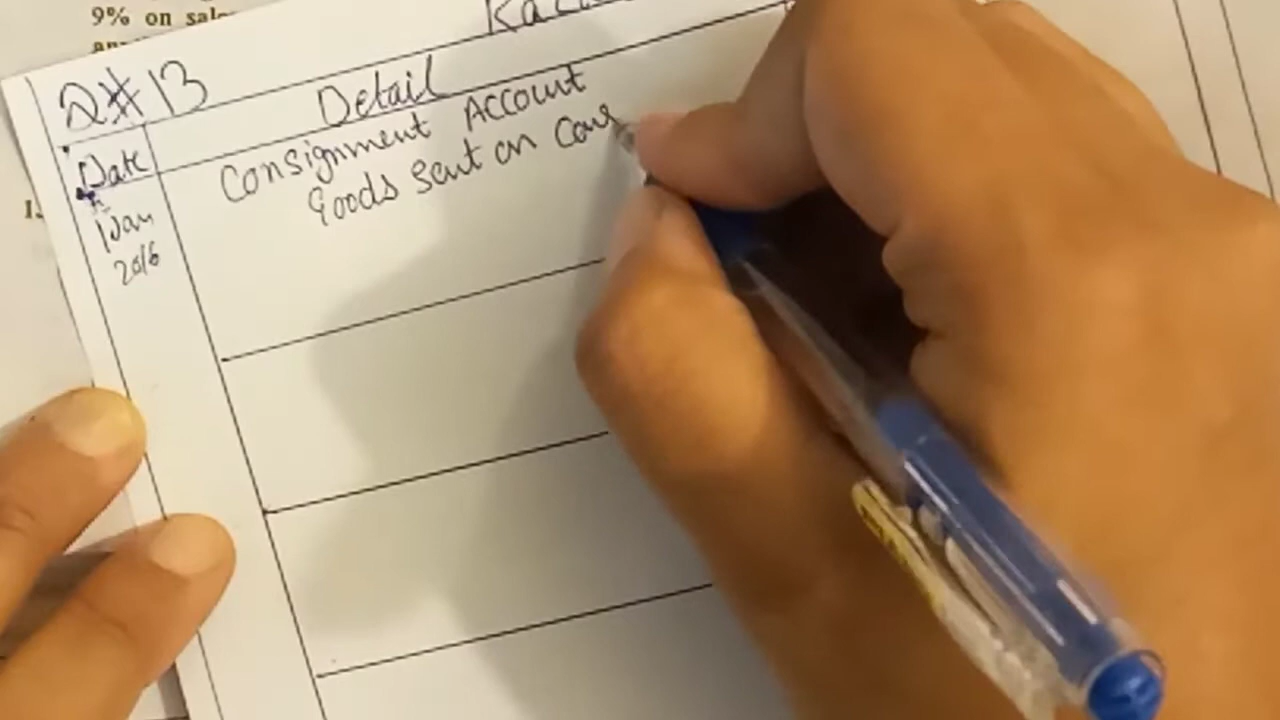 9% on sale
Q#13
Date
Detail
1 Jan
2016
Consignment Account
Goods sent on Cons